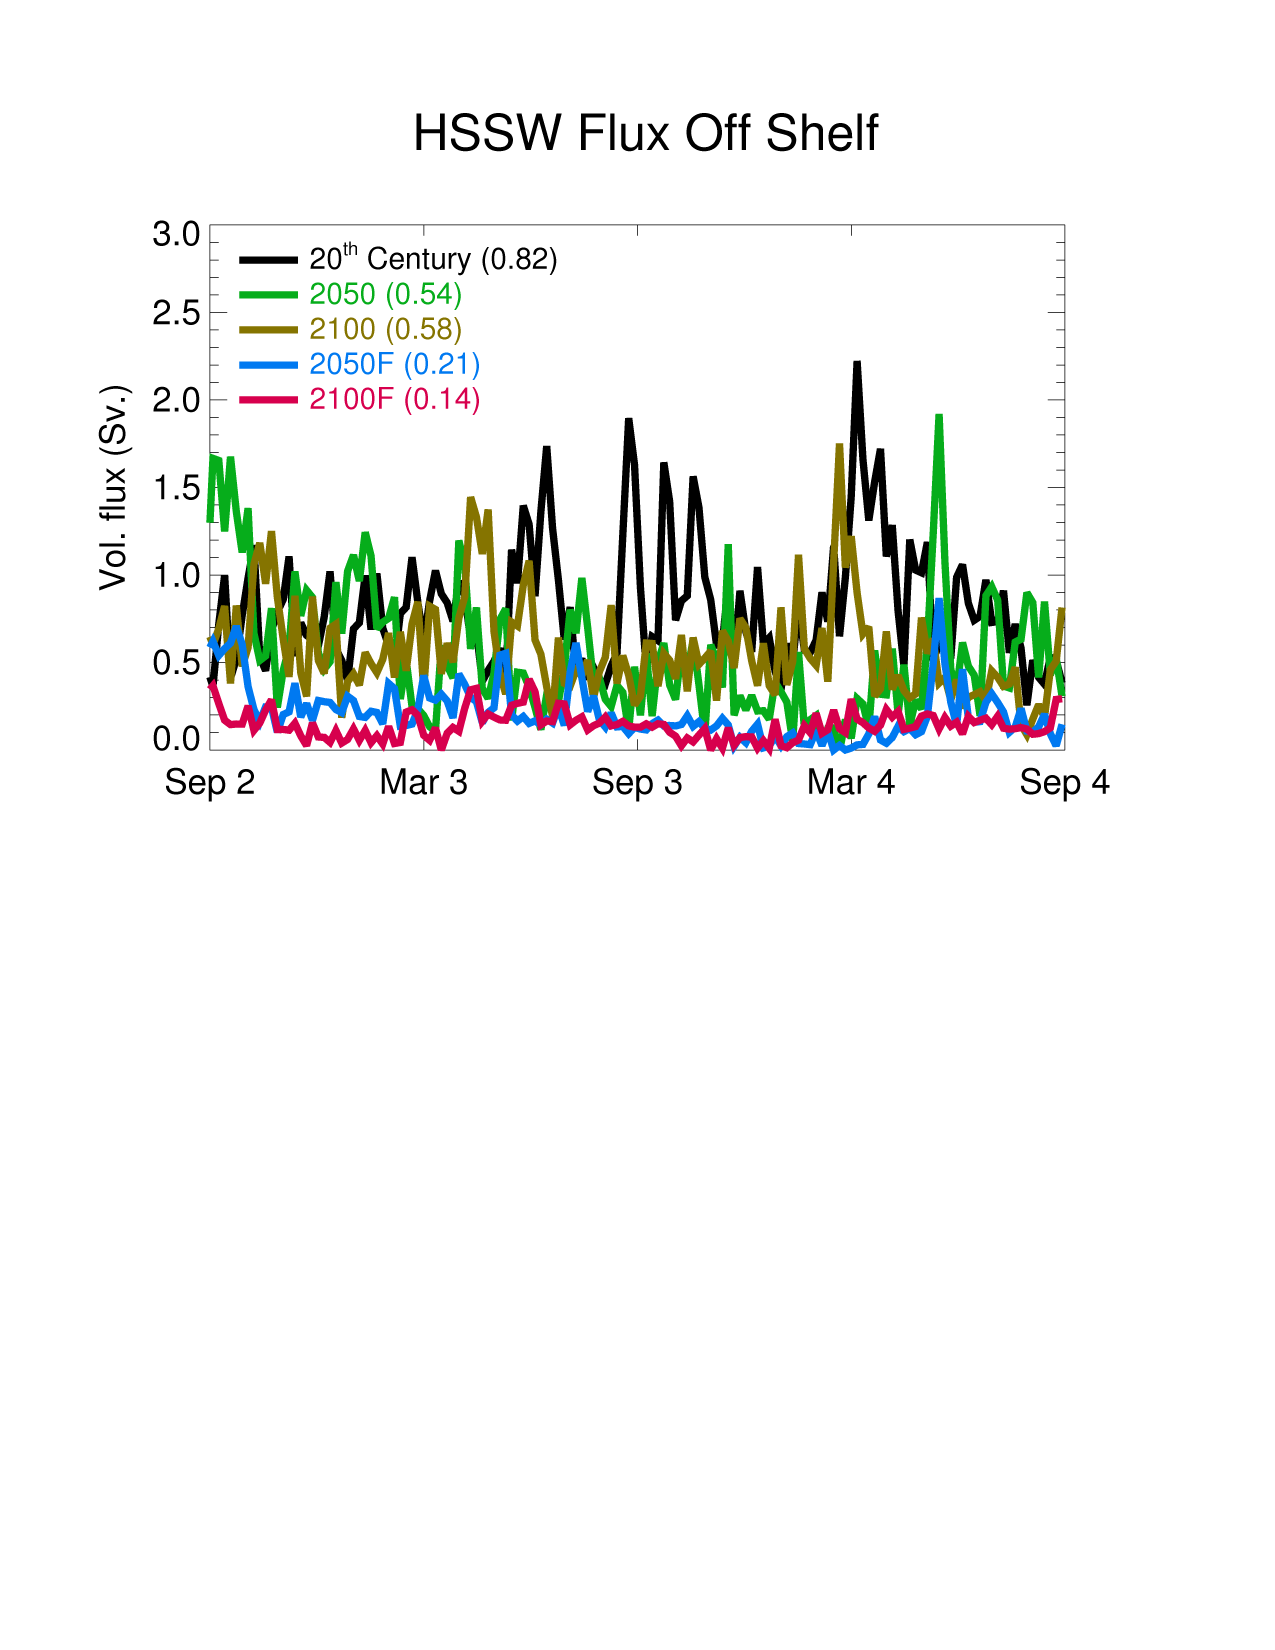 HSSW Flux Off Shelf
3.0
2.5
2.0
1.5
1.0
0.5
0.0
Vol. flux (Sv.)
20th Century (0.82)
2050 (0.54)
2100 (0.58)
2050F (0.21)
2100F (0.14)
Sep 2 Mar 3 Sep 3 Mar 4 Sep 4